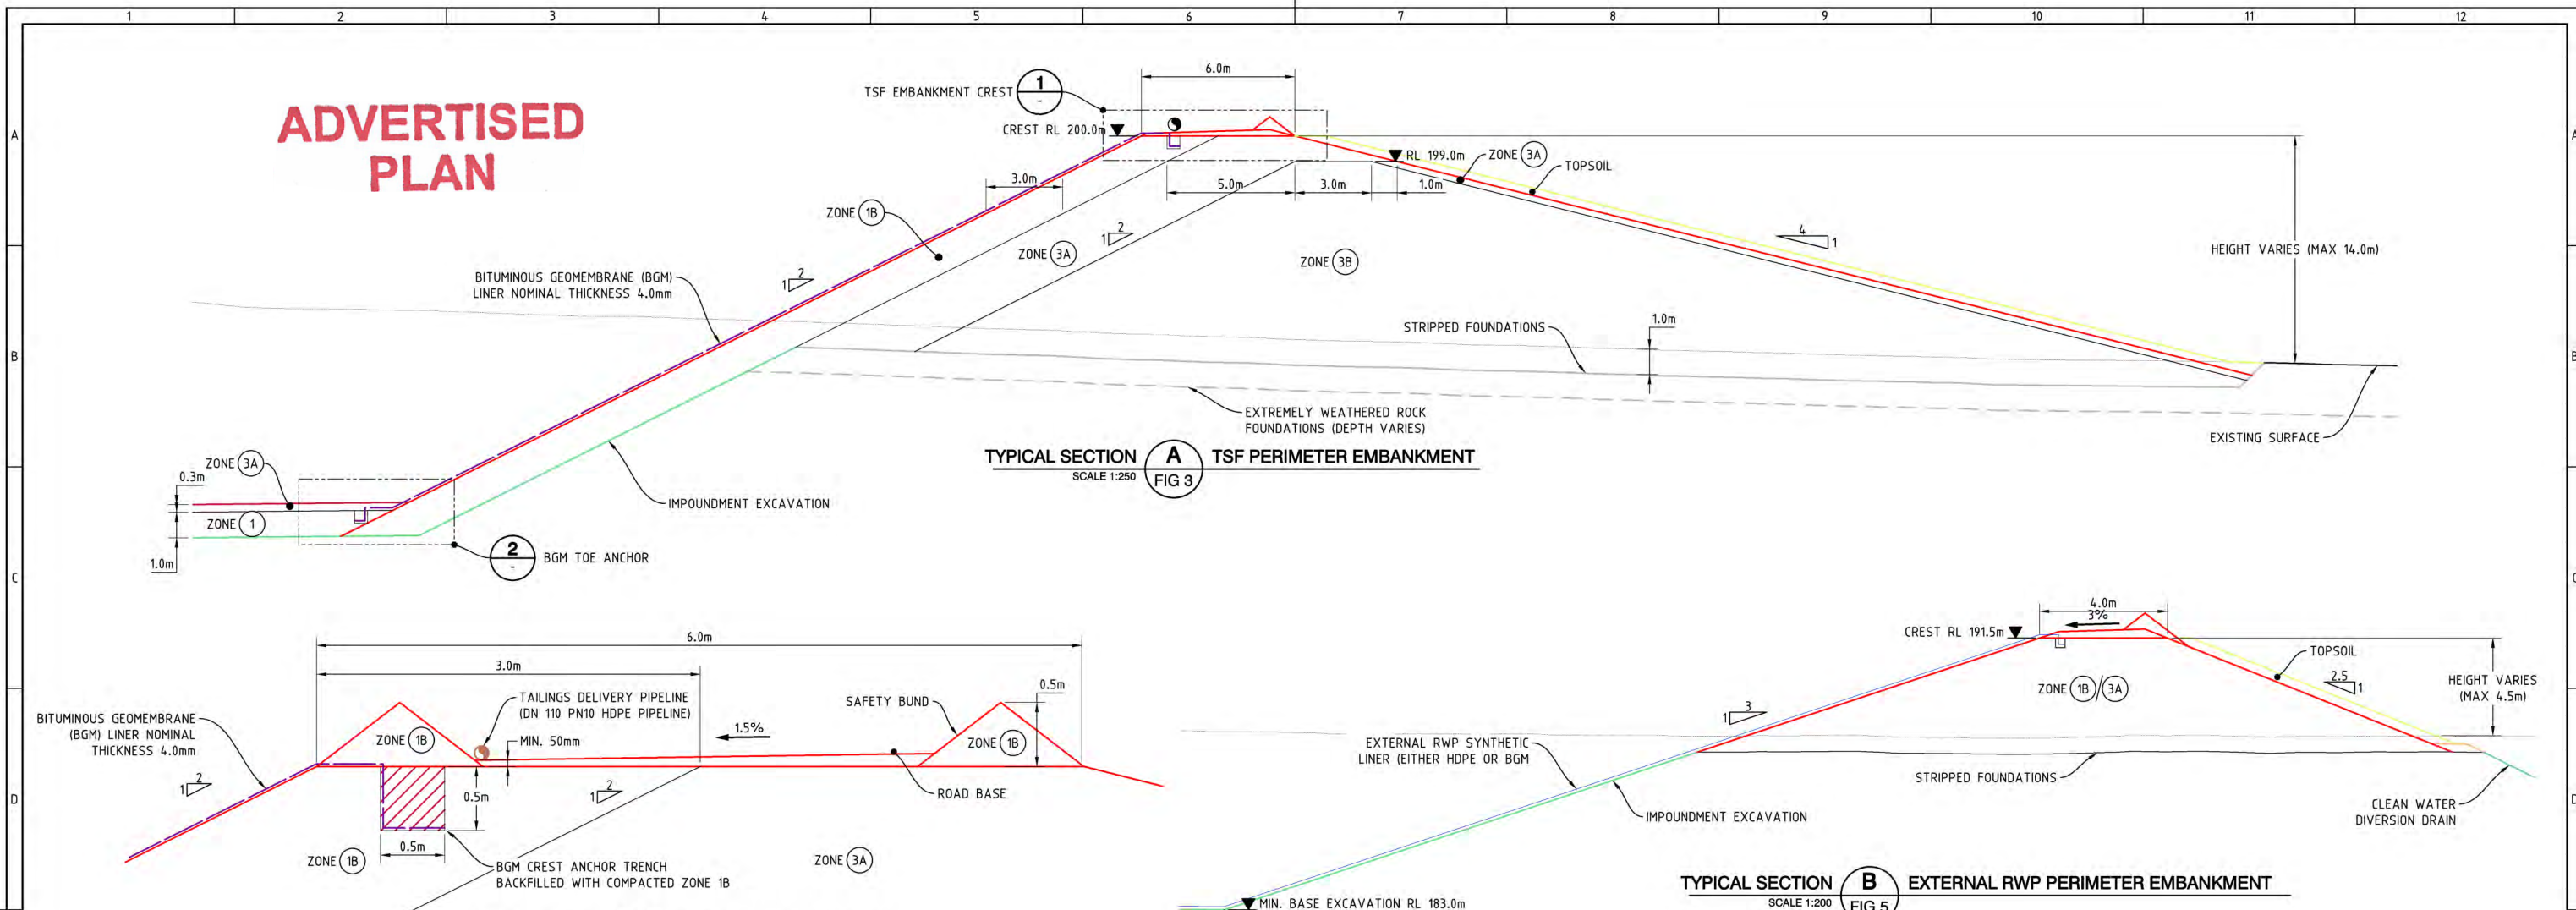 1 2 3 4 5 6 7 8 9 10 11 12
A
B
C
D
A
B
C
D
ADVERTISED
PLAN
TSF EMBANKMENT CREST
1
-
6.0m
CREST RL 200.0m
RL 199.0m
ZONE 3A
TOPSOIL
3.0m
5.0m
3.0m
1.0m
ZONE 1B
ZONE 3A
1 2
ZONE 3B
4 1
HEIGHT VARIES (MAX 14.0m)
BITUMINOUS GEOMEMBRANE (BGM)
LINER NOMINAL THICKNESS 4.0mm
1 2
STRIPPED FOUNDATIONS
1.0m
EXTREMELY WEATHERED ROCK
FOUNDATIONS (DEPTH VARIES)
EXISTING SURFACE
ZONE 3A
0.3m
ZONE 1
1.0m
IMPOUNDMENT EXCAVATION
2
-
BGM TOE ANCHOR
TYPICAL SECTION A TSF PERIMETER EMBANKMENT
SCALE 1:250 FIG 3
6.0m
3.0m
TAILINGS DELIVERY PIPELINE
(DN 110 PN10 HDPE PIPELINE)
SAFETY BUND
0.5m
BITUMINOUS GEOMEMBRANE
(BGM) LINER NOMINAL
THICKNESS 4.0mm
ZONE 1B
MIN. 50mm
1.5%
ZONE 1B
1 2
0.5m
1 2
ROAD BASE
0.5m
ZONE 1B
BGM CREST ANCHOR TRENCH
BACKFILLED WITH COMPACTED ZONE 1B
ZONE 3A
4.0m
3%
CREST RL 191.5m
TOPSOIL
ZONE 1B/3A
2.5 1
HEIGHT VARIES
(MAX 4.5m)
1 3
EXTERNAL RWP SYNTHETIC
LINER (EITHER HDPE OR BGM
STRIPPED FOUNDATIONS
IMPOUNDMENT EXCAVATION
CLEAN WATER
DIVERSION DRAIN
MIN. BASE EXCAVATION RL 183.0m
TYPICAL SECTION B EXTERNAL RWP PERIMETER EMBANKMENT
SCALE 1:200 FIG 5